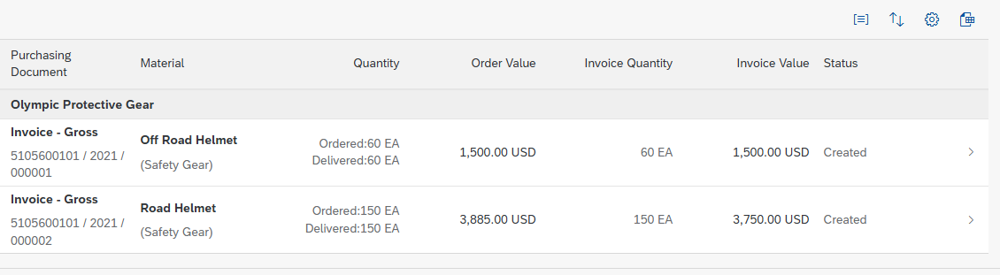 Purchasing
Document
Material
Quantity
Order Value
Invoice Quantity
Invoice Value
Status
Olympic Protective Gear
Invoice - Gross
5105600101 / 2021 /
000001
Off Road Helmet
(Safety Gear)
Ordered:60 EA
Delivered:60 EA
1,500.00 USD
60 EA
1,500.00 USD
Created
Invoice - Gross
5105600101 / 2021 /
000002
Road Helmet
(Safety Gear)
Ordered:150 EA
Delivered:150 EA
3,885.00 USD
150 EA
3,750.00 USD
Created